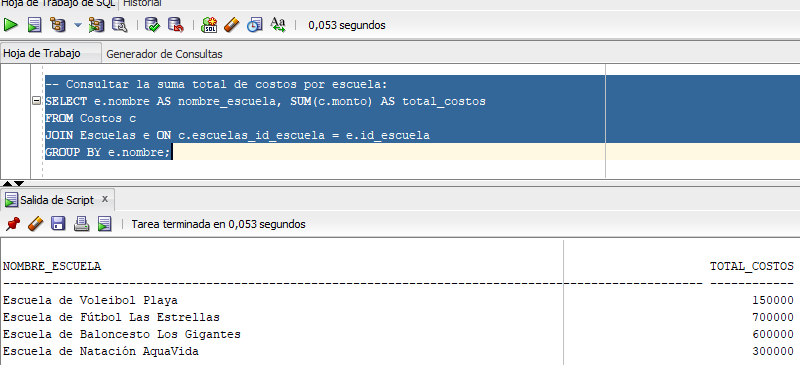 Hoja de Trabajo de SQL Historial
0,053 segundos
Hoja de Trabajo Generador de Consultas
-- Consultar la suma total de costos por escuela:
SELECT e.nombre AS nombre_escuela, SUM(c.monto) AS total_costos
FROM Costos c
JOIN Escuelas e ON c.escuelas_id_escuela = e.id_escuela
GROUP BY e.nombre;
Salida de Script x
Tarea terminada en 0,053 segundos
NOMBRE_ESCUELA TOTAL_COSTOS
---------------------------------------------------------------------------------------------------- ------------
Escuela de Voleibol Playa 150000
Escuela de Fútbol Las Estrellas 700000
Escuela de Baloncesto Los Gigantes 600000
Escuela de Natación AquaVida 300000